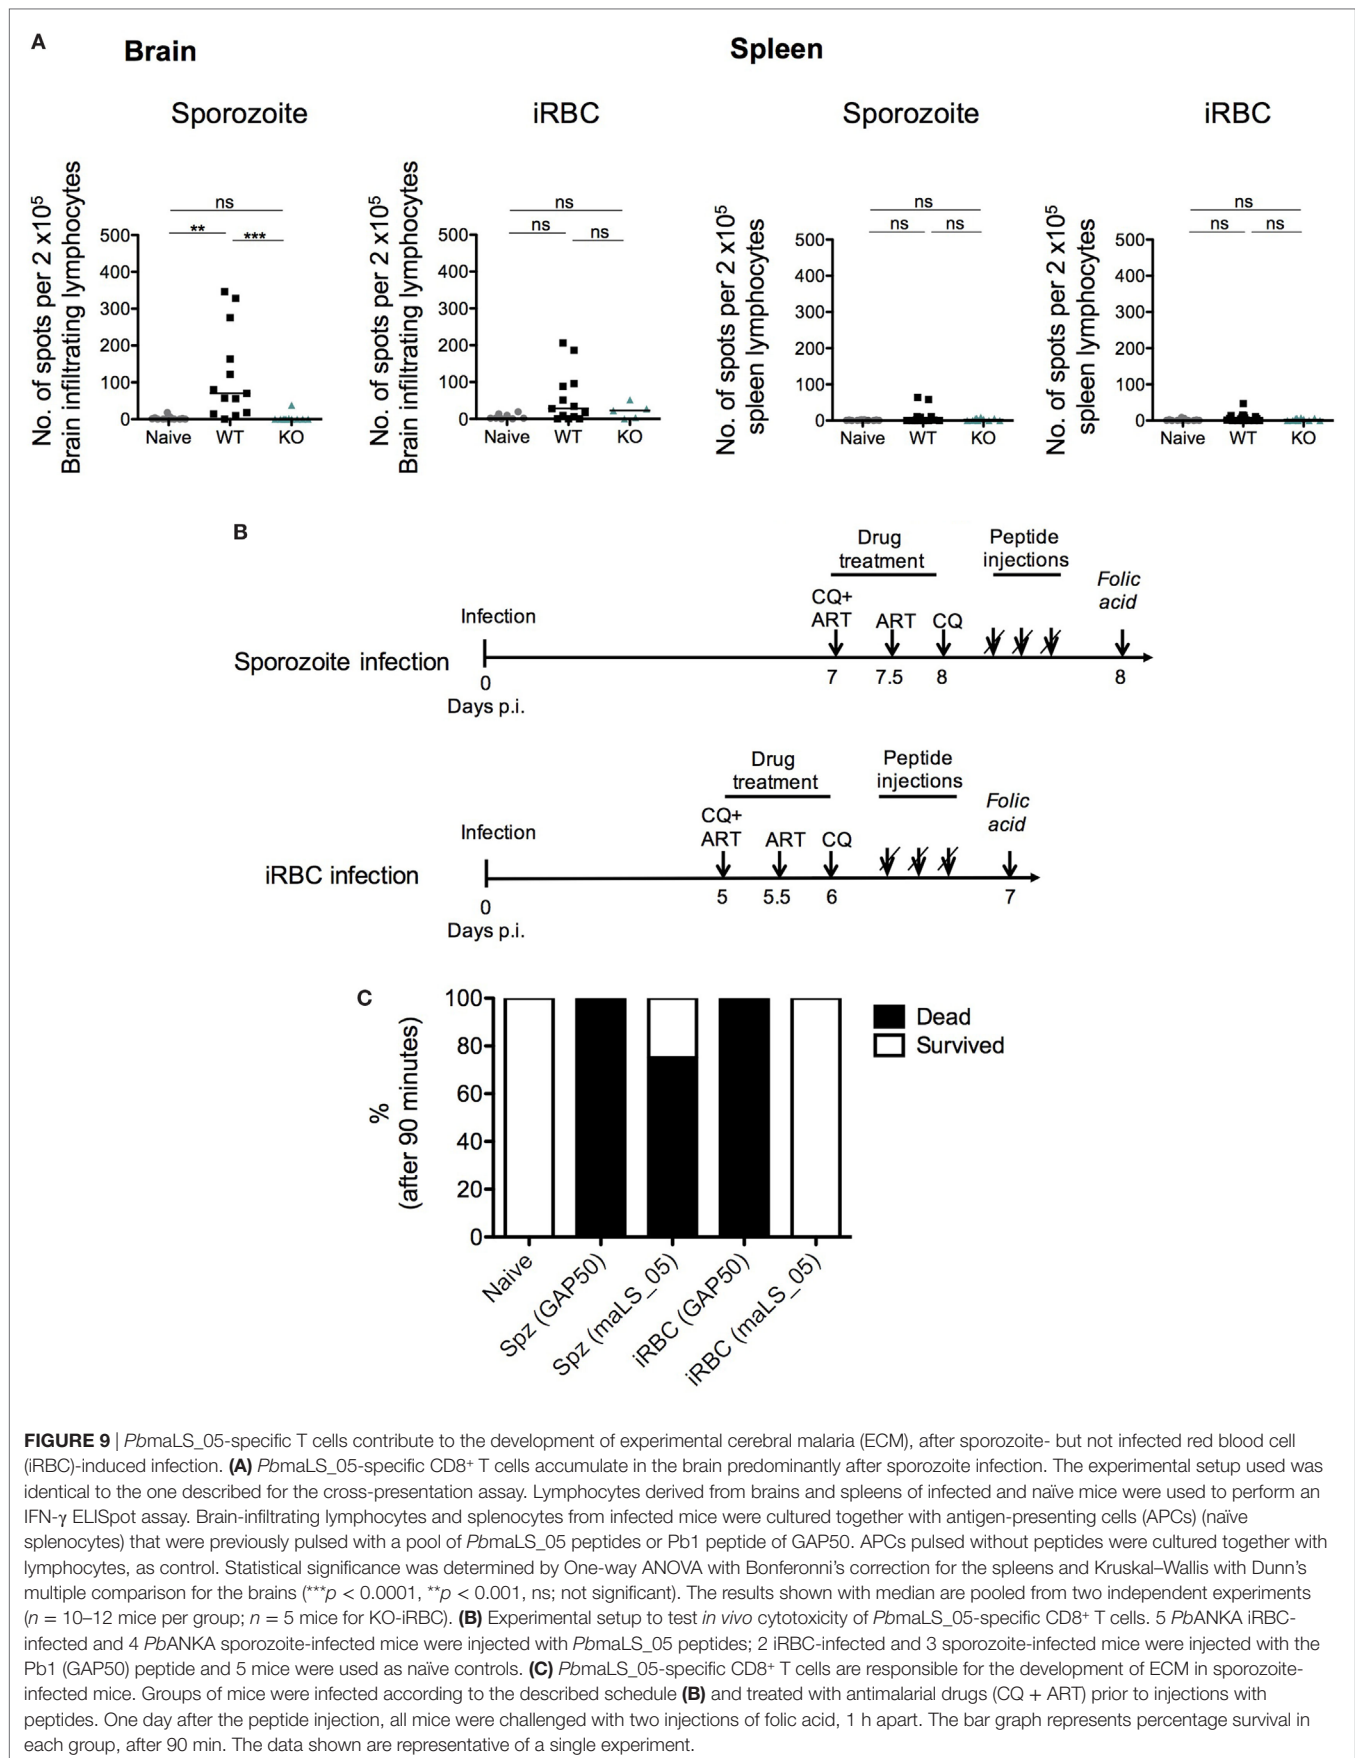 A
Brain
Spleen
Sporozoite
iRBC
Sporozoite
iRBC
No. of spots per 2 x10⁵
Brain infiltrating lymphocytes
ns
**
***
500
400
300
200
100
0
Naive
WT
KO
No. of spots per 2 x10⁵
Brain infiltrating lymphocytes
ns
ns
ns
500
400
300
200
100
0
Naive
WT
KO
No. of spots per 2 x10⁵
spleen lymphocytes
ns
ns
ns
500
400
300
200
100
0
Naive
WT
KO
No. of spots per 2 x10⁵
spleen lymphocytes
ns
ns
ns
500
400
300
200
100
0
Naive
WT
KO
B
Drug
treatment
Peptide
injections
Folic
acid
CQ+
ART
ART
CQ
Infection
Sporozoite infection
0
7
7.5
8
8
Days p.i.
Drug
treatment
Peptide
injections
Folic
acid
CQ+
ART
ART
CQ
Infection
iRBC infection
0
5
5.5
6
7
Days p.i.
C
%
(after 90 minutes)
100
80
60
40
20
0
Dead
Survived
Naive
Spz (GAP50)
Spz (maLS_05)
iRBC (GAP50)
iRBC (maLS_05)
FIGURE 9 | PbmaLS_05-specific T cells contribute to the development of experimental cerebral malaria (ECM), after sporozoite- but not infected red blood cell
(iRBC)-induced infection. (A) PbmaLS_05-specific CD8⁺ T cells accumulate in the brain predominantly after sporozoite infection. The experimental setup used was
identical to the one described for the cross-presentation assay. Lymphocytes derived from brains and spleens of infected and naïve mice were used to perform an
IFN-γ ELISpot assay. Brain-infiltrating lymphocytes and splenocytes from infected mice were cultured together with antigen-presenting cells (APCs) (naïve
splenocytes) that were previously pulsed with a pool of PbmaLS_05 peptides or Pb1 peptide of GAP50. APCs pulsed without peptides were cultured together with
lymphocytes, as control. Statistical significance was determined by One-way ANOVA with Bonferonni's correction for the spleens and Kruskal–Wallis with Dunn's
multiple comparison for the brains (***p < 0.0001, **p < 0.001, ns; not significant). The results shown with median are pooled from two independent experiments
(n = 10–12 mice per group; n = 5 mice for KO-iRBC). (B) Experimental setup to test in vivo cytotoxicity of PbmaLS_05-specific CD8⁺ T cells. 5 PbANKA iRBC-
infected and 4 PbANKA sporozoite-infected mice were injected with PbmaLS_05 peptides; 2 iRBC-infected and 3 sporozoite-infected mice were injected with the
Pb1 (GAP50) peptide and 5 mice were used as naïve controls. (C) PbmaLS_05-specific CD8⁺ T cells are responsible for the development of ECM in sporozoite-
infected mice. Groups of mice were infected according to the described schedule (B) and treated with antimalarial drugs (CQ + ART) prior to injections with
peptides. One day after the peptide injection, all mice were challenged with two injections of folic acid, 1 h apart. The bar graph represents percentage survival in
each group, after 90 min. The data shown are representative of a single experiment.